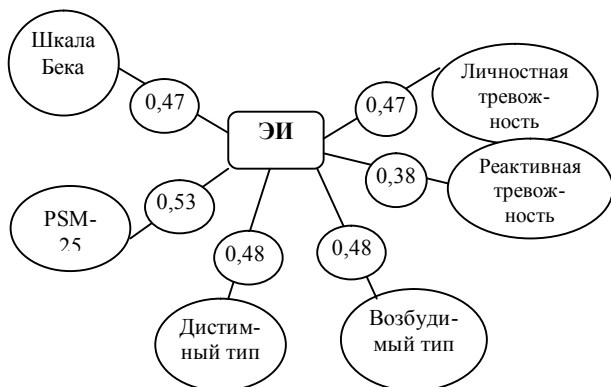 Шкала
Бека
0,47
ЭИ
0,47
Личностная
тревож-
ность
0,38
Реактивная
тревож-
ность
PSM-
25
0,53
0,48
0,48
Дистим-
ный тип
Возбуди-
мый тип